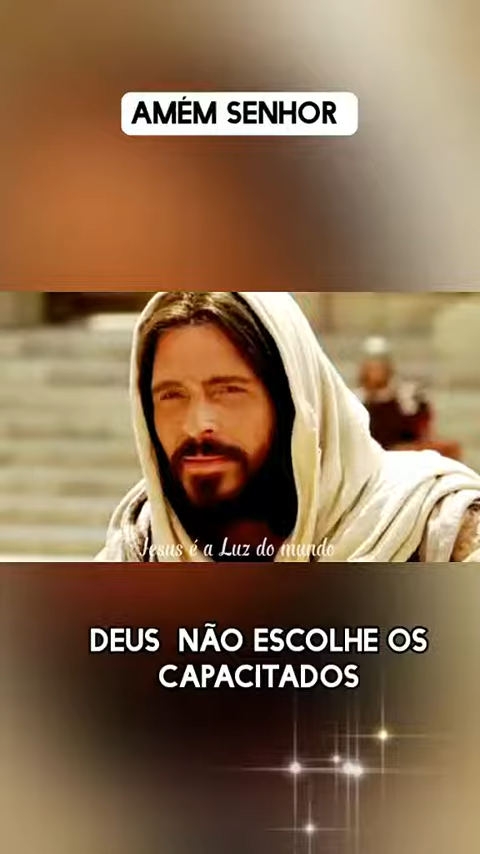 AMÉM SENHOR
Jesus é a Luz do mundo
DEUS NÃO ESCOLHE OS
CAPACITADOS